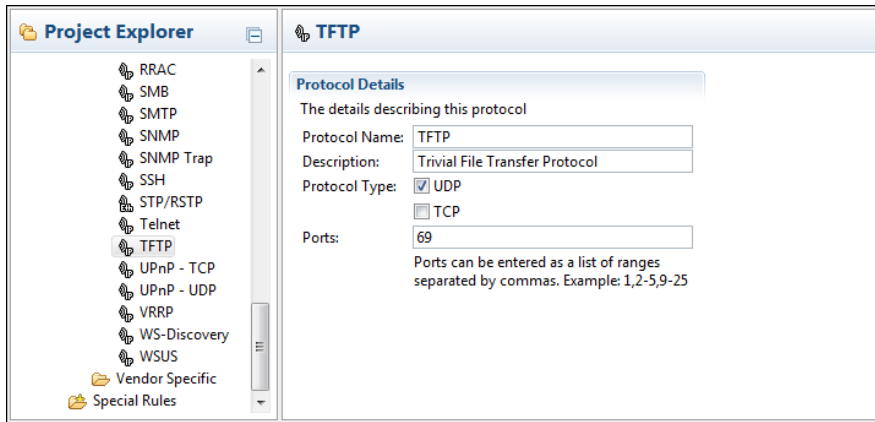 Project Explorer
RRAC
SMB
SMTP
SNMP
SNMP Trap
SSH
STP/RSTP
Telnet
TFTP
UPnP - TCP
UPnP - UDP
VRRP
WS-Discovery
WSUS
Vendor Specific
Special Rules
TFTP
Protocol Details
The details describing this protocol
Protocol Name: TFTP
Description: Trivial File Transfer Protocol
Protocol Type: UDP
TCP
Ports: 69
Ports can be entered as a list of ranges
separated by commas. Example: 1,2-5,9-25